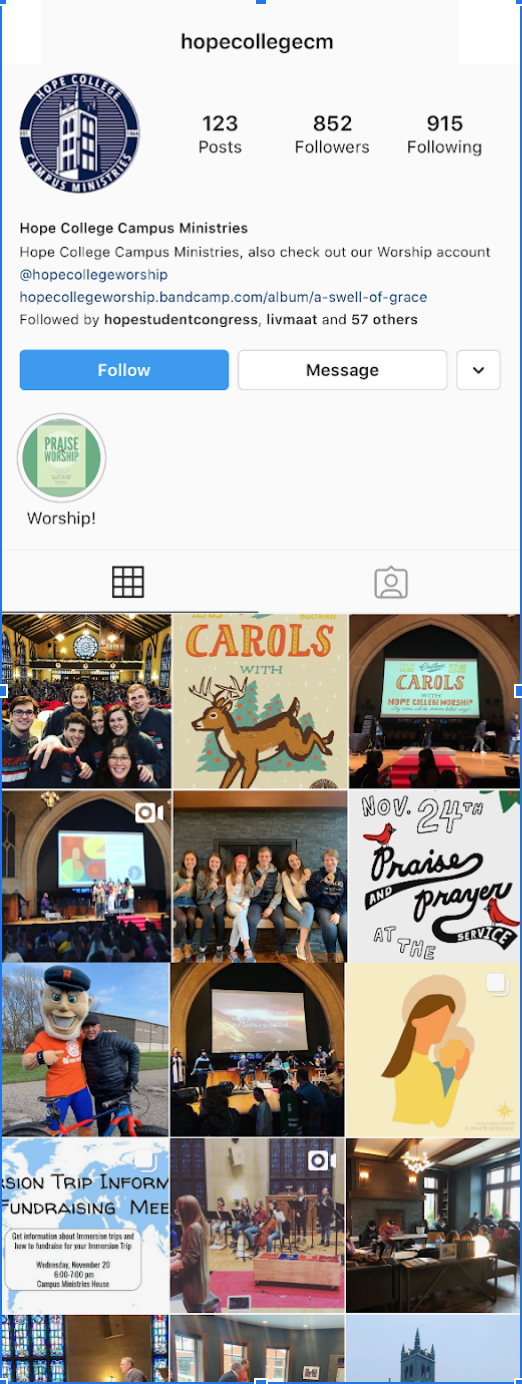 hopecollegecm
HOPE COLLEGE
CAMPUS MINISTRIES
123
Posts
852
Followers
915
Following
Hope College Campus Ministries
Hope College Campus Ministries, also check out our Worship account
@hopecollegeworship
hopecollegeworship.bandcamp.com/album/a-swell-of-grace
Followed by hopestudentcongress, livmaat and 57 others
Follow
Message
PRAISE
WORSHIP
Worship!
CAROLS
WITH
CAROLS
WITH
HOPE COLLEGE WORSHIP
NOV. 24TH
Praise
AND prayer
AT THE SERVICE
SION TRIP INFORM
FUNDRAISING MEE
Get information about Immersion trips and
how to fundraise for your Immersion Trip
Wednesday, November 20
6:00-7:00 pm
Campus Ministries House